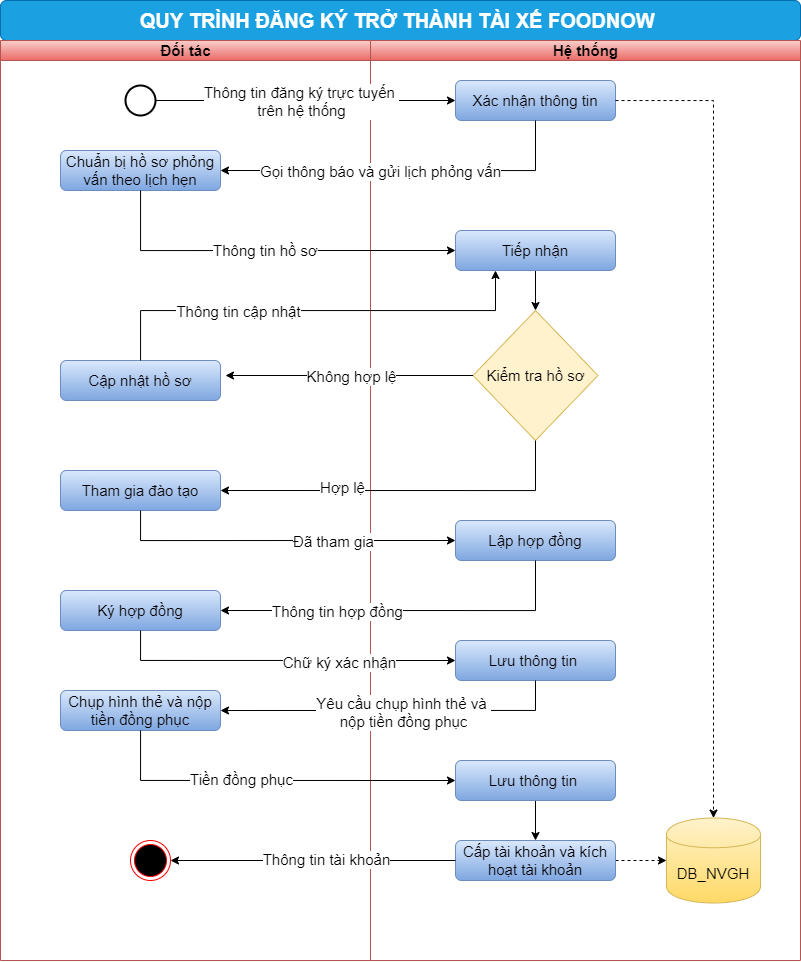 QUY TRÌNH ĐĂNG KÝ TRỞ THÀNH TÀI XẾ FOODNOW
Đối tác
Hệ thống
Thông tin đăng ký trực tuyến
trên hệ thống
Xác nhận thông tin
Chuẩn bị hồ sơ phỏng
vấn theo lịch hẹn
Gọi thông báo và gửi lịch phỏng vấn
Thông tin hồ sơ
Tiếp nhận
Thông tin cập nhật
Cập nhật hồ sơ
Không hợp lệ
Kiểm tra hồ sơ
Tham gia đào tạo
Hợp lệ
Đã tham gia
Lập hợp đồng
Ký hợp đồng
Thông tin hợp đồng
Chữ ký xác nhận
Lưu thông tin
Chụp hình thẻ và nộp
tiền đồng phục
Yêu cầu chụp hình thẻ và
nộp tiền đồng phục
Tiền đồng phục
Lưu thông tin
Thông tin tài khoản
Cấp tài khoản và kích
hoạt tài khoản
DB_NVGH